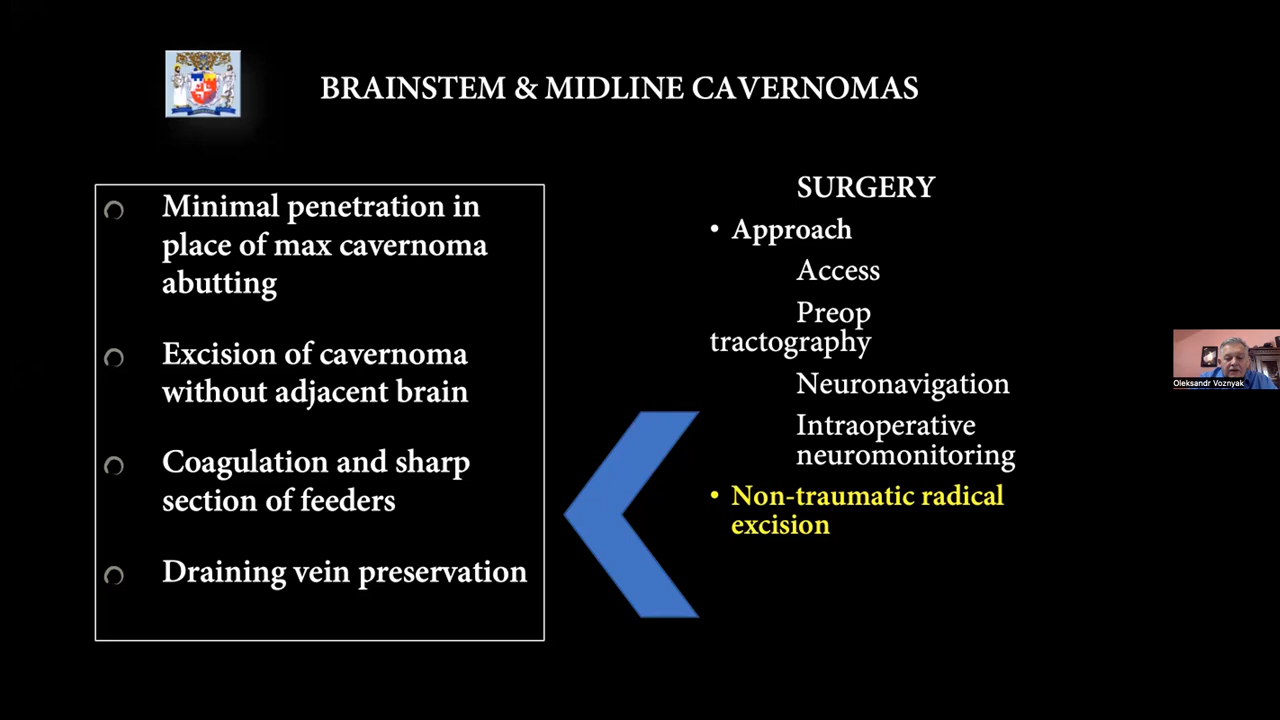 BRAINSTEM & MIDLINE CAVERNOMAS
Minimal penetration in
place of max cavernoma
abutting
Excision of cavernoma
without adjacent brain
Coagulation and sharp
section of feeders
Draining vein preservation
SURGERY
• Approach
Access
Preop
tractography
Neuronavigation
Intraoperative
neuromonitoring
• Non-traumatic radical
excision
Oleksandr Voznyak